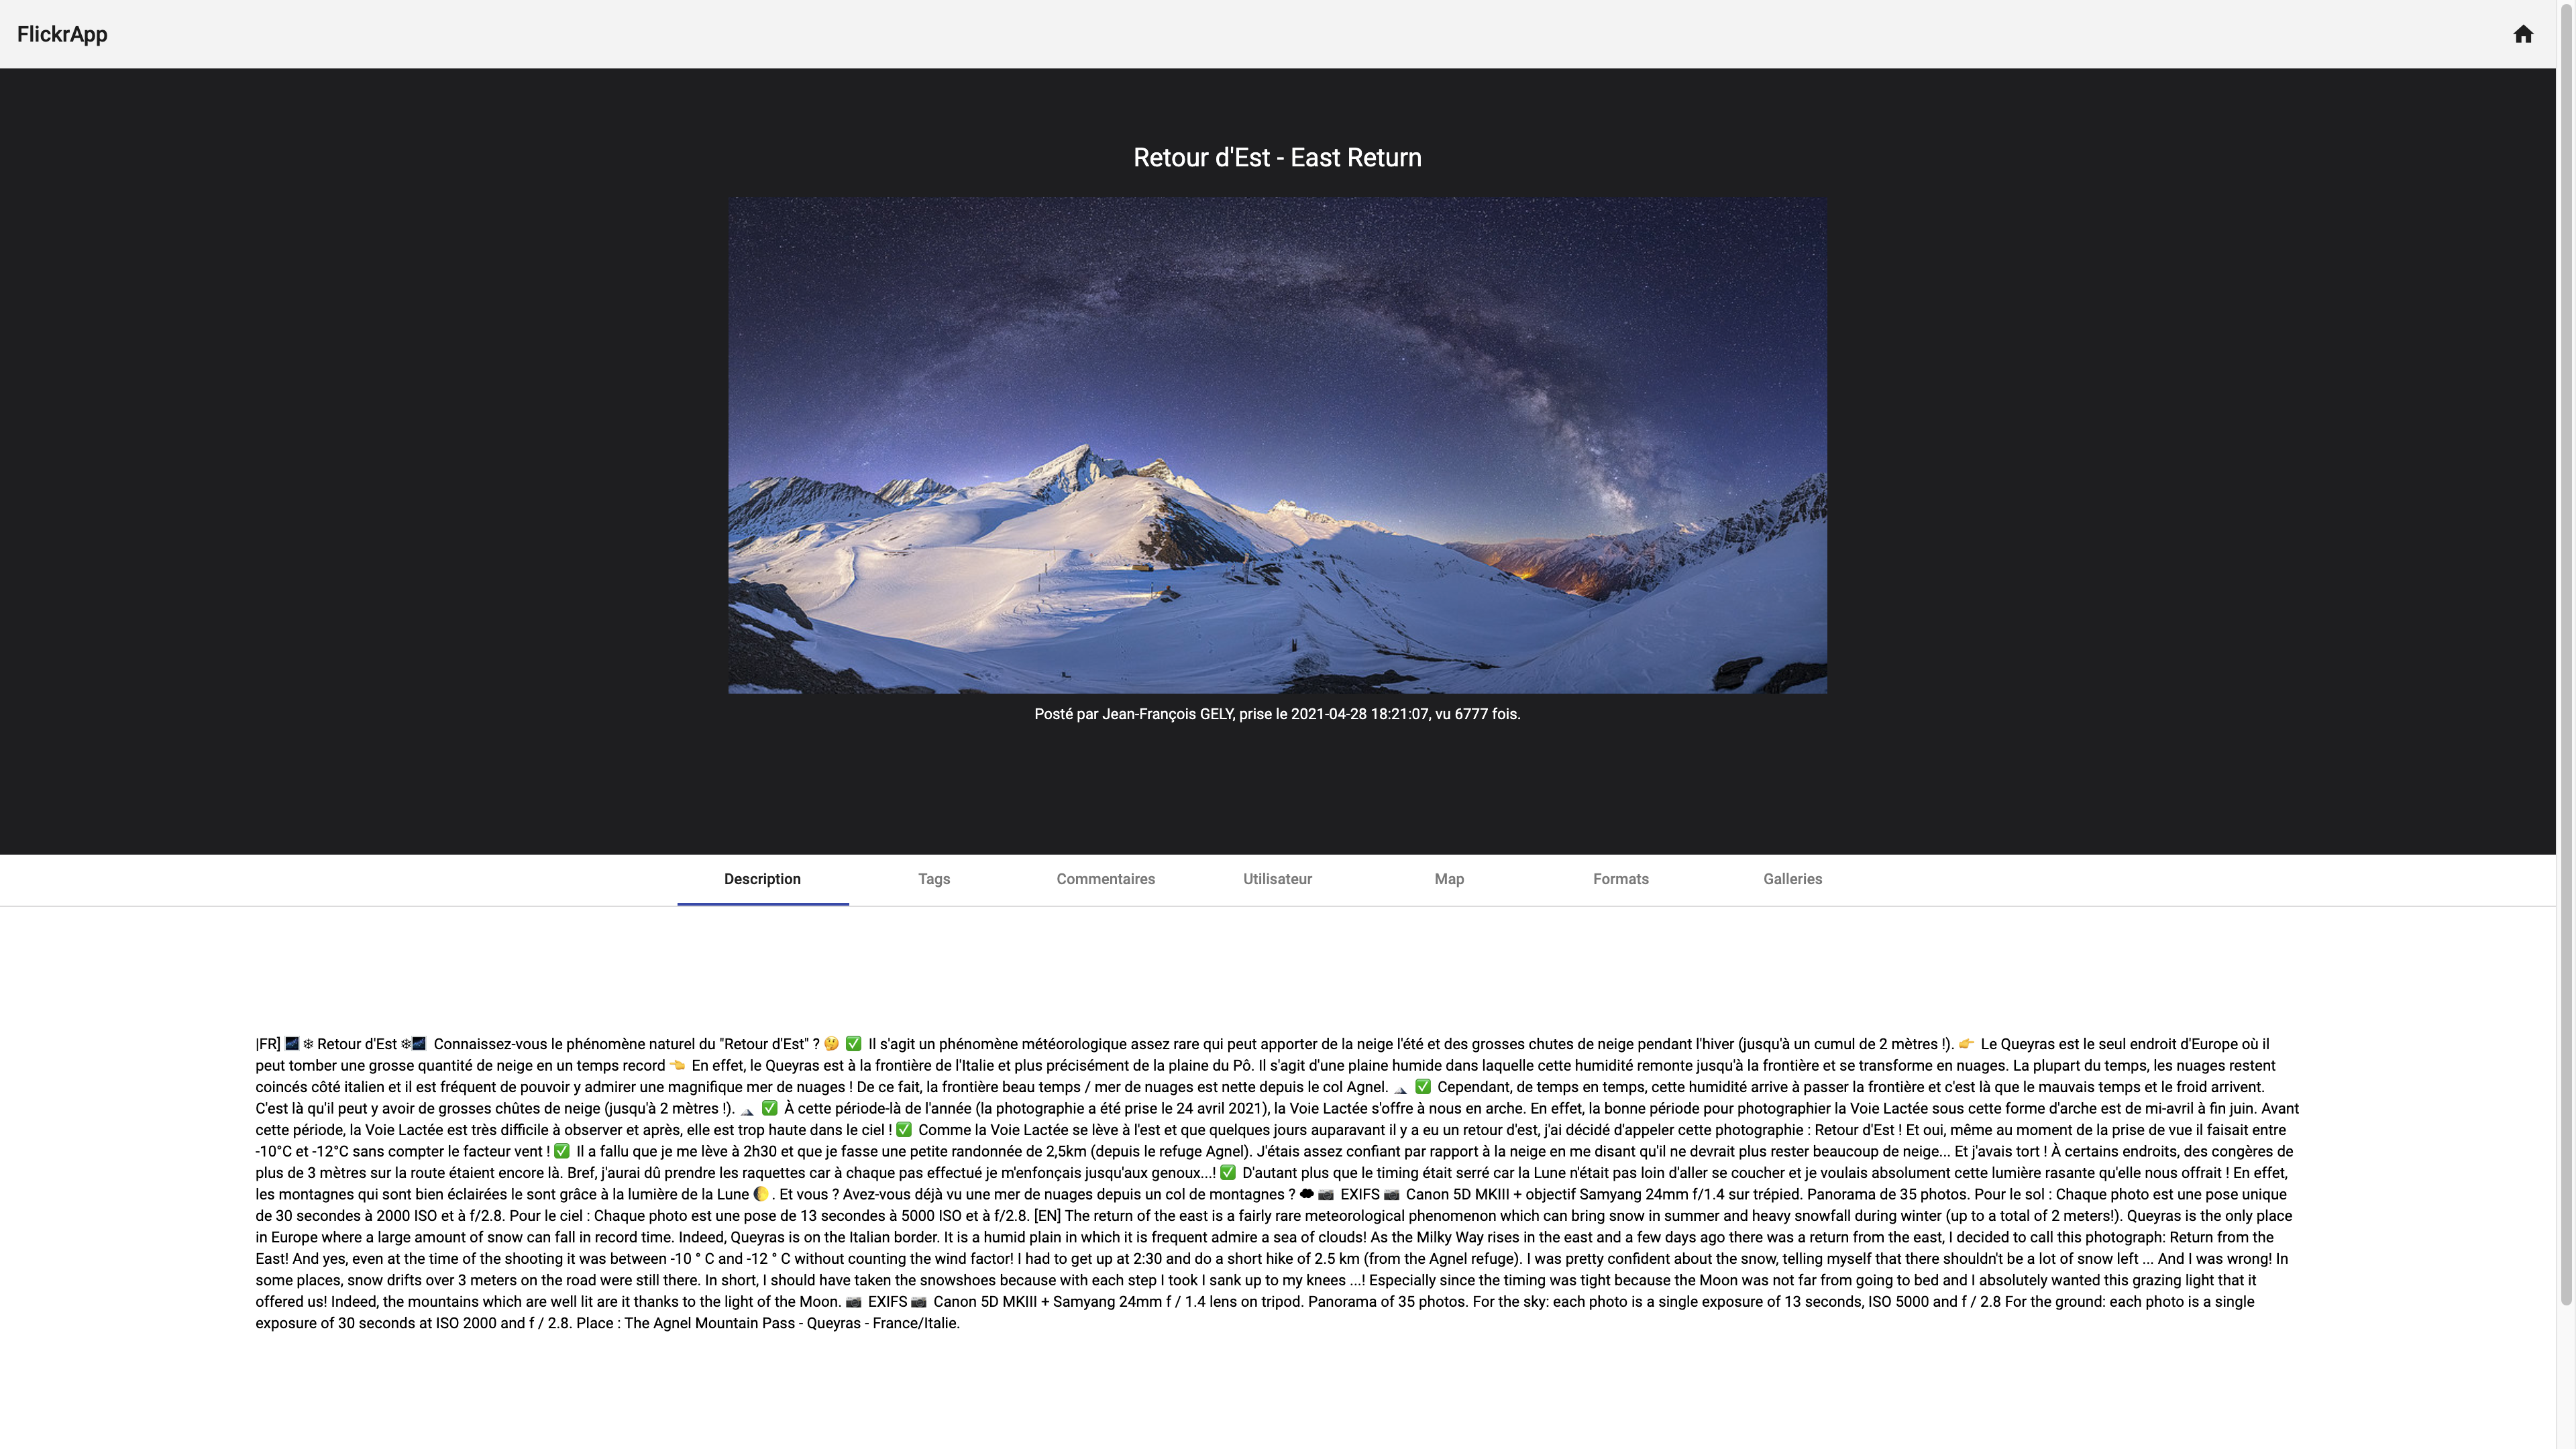 FlickrApp
Retour d'Est - East Return
Posté par Jean-François GELY, prise le 2021-04-28 18:21:07, vu 6777 fois.
Description Tags Commentaires Utilisateur Map Formats Galleries
|FR] 🌌 ❄ Retour d'Est ❄🌌 Connaissez-vous le phénomène naturel du "Retour d'Est" ? 🤔 ✅ Il s'agit un phénomène météorologique assez rare qui peut apporter de la neige l'été et des grosses chutes de neige pendant l'hiver (jusqu'à un cumul de 2 mètres !). 👉 Le Queyras est le seul endroit d'Europe où il
peut tomber une grosse quantité de neige en un temps record 👈 En effet, le Queyras est à la frontière de l'Italie et plus précisément de la plaine du Pô. Il s'agit d'une plaine humide dans laquelle cette humidité remonte jusqu'à la frontière et se transforme en nuages. La plupart du temps, les nuages restent
coincés côté italien et il est fréquent de pouvoir y admirer une magnifique mer de nuages ! De ce fait, la frontière beau temps / mer de nuages est nette depuis le col Agnel. 🏔 ✅ Cependant, de temps en temps, cette humidité arrive à passer la frontière et c'est là que le mauvais temps et le froid arrivent.
C'est là qu'il peut y avoir de grosses chûtes de neige (jusqu'à 2 mètres !). 🏔 ✅ À cette période-là de l'année (la photographie a été prise le 24 avril 2021), la Voie Lactée s'offre à nous en arche. En effet, la bonne période pour photographier la Voie Lactée sous cette forme d'arche est de mi-avril à fin juin. Avant
cette période, la Voie Lactée est très difficile à observer et après, elle est trop haute dans le ciel ! ✅ Comme la Voie Lactée se lève à l'est et que quelques jours auparavant il y a eu un retour d'est, j'ai décidé d'appeler cette photographie : Retour d'Est ! Et oui, même au moment de la prise de vue il faisait entre
-10°C et -12°C sans compter le facteur vent ! ✅ Il a fallu que je me lève à 2h30 et que je fasse une petite randonnée de 2,5km (depuis le refuge Agnel). J'étais assez confiant par rapport à la neige en me disant qu'il ne devrait plus rester beaucoup de neige... Et j'avais tort ! À certains endroits, des congères de
plus de 3 mètres sur la route étaient encore là. Bref, j'aurai dû prendre les raquettes car à chaque pas effectué je m'enfonçais jusqu'aux genoux...! ✅ D'autant plus que le timing était serré car la Lune n'était pas loin d'aller se coucher et je voulais absolument cette lumière rasante qu'elle nous offrait ! En effet,
les montagnes qui sont bien éclairées le sont grâce à la lumière de la Lune 🌔 . Et vous ? Avez-vous déjà vu une mer de nuages depuis un col de montagnes ? 🗯 📷 EXIFS 📷 Canon 5D MKIII + objectif Samyang 24mm f/1.4 sur trépied. Panorama de 35 photos. Pour le sol : Chaque photo est une pose unique
de 30 secondes à 2000 ISO et à f/2.8. Pour le ciel : Chaque photo est une pose de 13 secondes à 5000 ISO et à f/2.8. [EN] The return of the east is a fairly rare meteorological phenomenon which can bring snow in summer and heavy snowfall during winter (up to a total of 2 meters!). Queyras is the only place
in Europe where a large amount of snow can fall in record time. Indeed, Queyras is on the Italian border. It is a humid plain in which it is frequent admire a sea of clouds! As the Milky Way rises in the east and a few days ago there was a return from the east, I decided to call this photograph: Return from the
East! And yes, even at the time of the shooting it was between -10 ° C and -12 ° C without counting the wind factor! I had to get up at 2:30 and do a short hike of 2.5 km (from the Agnel refuge). I was pretty confident about the snow, telling myself that there shouldn't be a lot of snow left ... And I was wrong! In
some places, snow drifts over 3 meters on the road were still there. In short, I should have taken the snowshoes because with each step I took I sank up to my knees ...! Especially since the timing was tight because the Moon was not far from going to bed and I absolutely wanted this grazing light that it
offered us! Indeed, the mountains which are well lit are it thanks to the light of the Moon. 📷 EXIFS 📷 Canon 5D MKIII + Samyang 24mm f / 1.4 lens on tripod. Panorama of 35 photos. For the sky: each photo is a single exposure of 13 seconds, ISO 5000 and f / 2.8 For the ground: each photo is a single
exposure of 30 seconds at ISO 2000 and f / 2.8. Place : The Agnel Mountain Pass - Queyras - France/Italie.